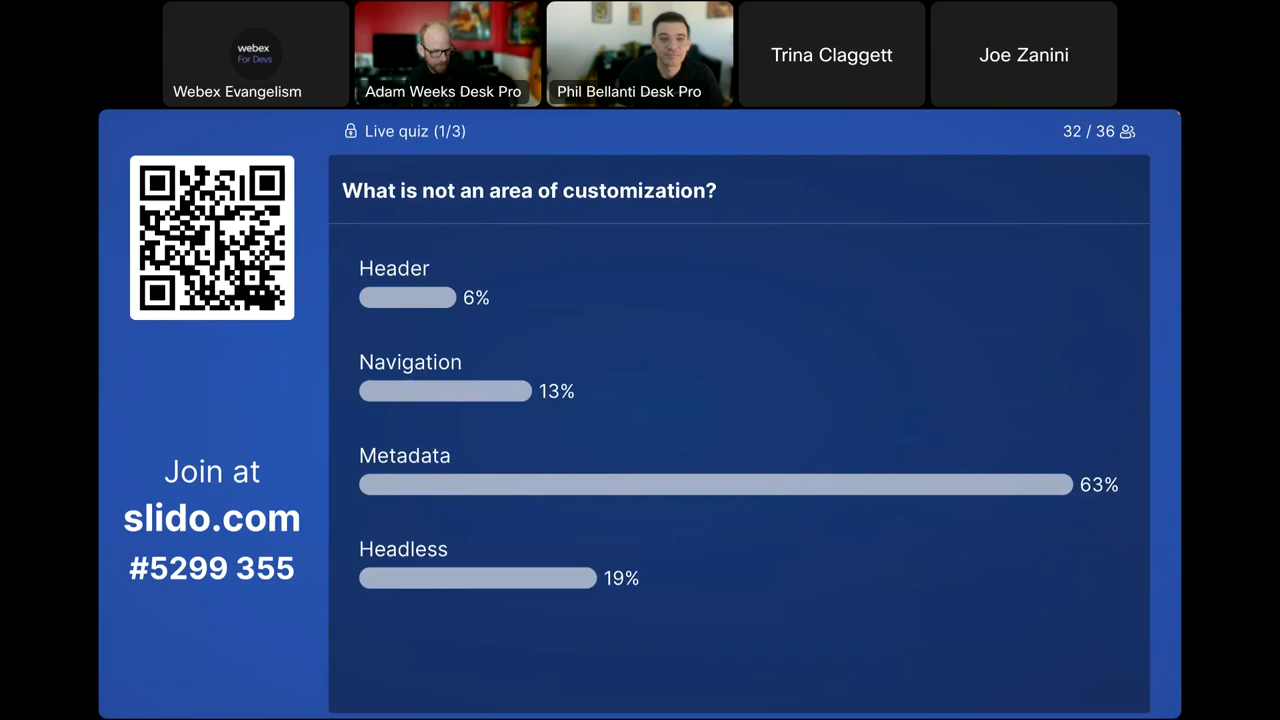 webex
For Devs
Webex Evangelism
Adam Weeks Desk Pro
Phil Bellanti Desk Pro
Trina Claggett
Joe Zanini
Live quiz (1/3)
32 / 36
What is not an area of customization?
Header
6%
Navigation
13%
Metadata
63%
Headless
19%
Join at
slido.com
#5299 355